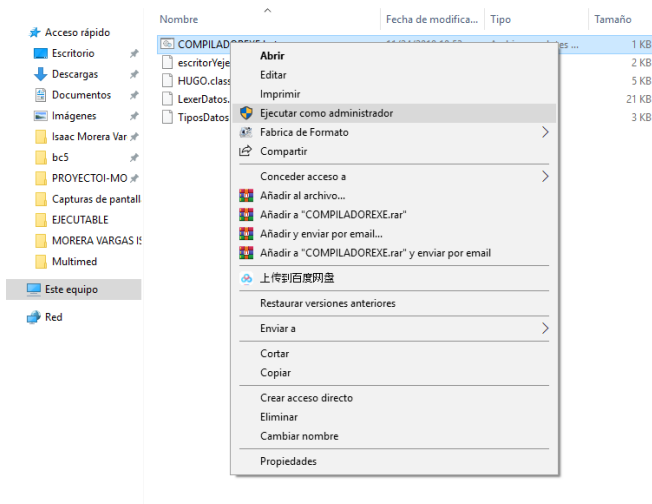 Nombre Fecha de modifica... Tipo Tamaño
Acceso rápido
Escritorio
Descargas
Documentos
Imágenes
Isaac Morera Var
bc5
PROYECTOI-MO
Capturas de pantall
EJECUTABLE
MORERA VARGAS IS
Multimed
Este equipo
Red
1 KB
escritorYeje 2 KB
HUGO.class 5 KB
LexerDatos. 21 KB
TiposDatos 3 KB
Abrir
Editar
Imprimir
Ejecutar como administrador
Fabrica de Formato
Compartir
Conceder acceso a
Añadir al archivo...
Añadir a "COMPILADOREXE.rar"
Añadir y enviar por email...
Añadir a "COMPILADOREXE.rar" y enviar por email
上传到百度网盘
Restaurar versiones anteriores
Enviar a
Cortar
Copiar
Crear acceso directo
Eliminar
Cambiar nombre
Propiedades